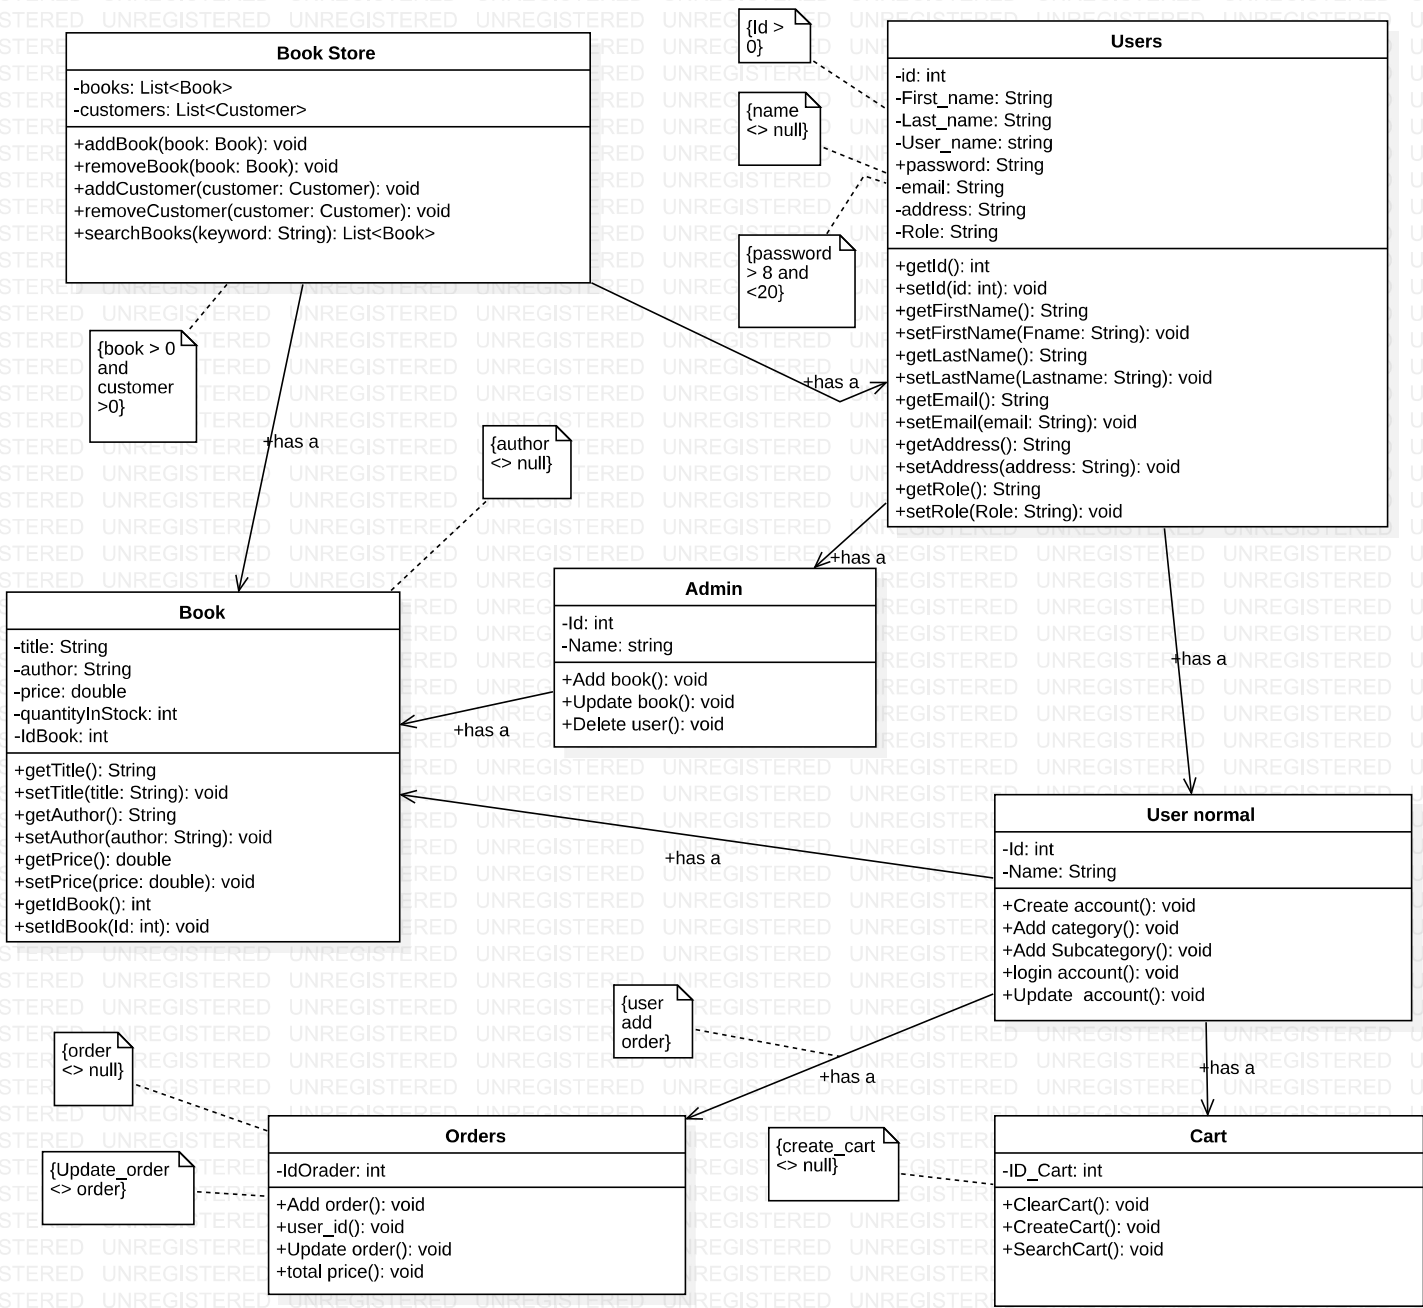 Book Store
-books: List<Book>
-customers: List<Customer>
+addBook(book: Book): void
+removeBook(book: Book): void
+addCustomer(customer: Customer): void
+removeCustomer(customer: Customer): void
+searchBooks(keyword: String): List<Book>
{Id >
0}
{name
<> null}
{password
> 8 and
<20}
Users
-id: int
-First_name: String
-Last_name: String
-User_name: string
+password: String
-email: String
-address: String
-Role: String
+getId(): int
+setId(id: int): void
+getFirstName(): String
+setFirstName(Fname: String): void
+getLastName(): String
+setLastName(Lastname: String): void
+getEmail(): String
+setEmail(email: String): void
+getAddress(): String
+setAddress(address: String): void
+getRole(): String
+setRole(Role: String): void
{book > 0
and
customer
>0}
+has a
+has a
{author
<> null}
+has a
Admin
-Id: int
-Name: string
+Add book(): void
+Update book(): void
+Delete user(): void
Book
-title: String
-author: String
-price: double
-quantityInStock: int
-IdBook: int
+getTitle(): String
+setTitle(title: String): void
+getAuthor(): String
+setAuthor(author: String): void
+getPrice(): double
+setPrice(price: double): void
+getIdBook(): int
+setIdBook(Id: int): void
+has a
+has a
+has a
User normal
-Id: int
-Name: String
+Create account(): void
+Add category(): void
+Add Subcategory(): void
+login account(): void
+Update  account(): void
{user
add
order}
+has a
+has a
{order
<> null}
{Update_order
<> order}
Orders
-IdOrader: int
+Add order(): void
+user_id(): void
+Update order(): void
+total price(): void
{create_cart
<> null}
Cart
-ID_Cart: int
+ClearCart(): void
+CreateCart(): void
+SearchCart(): void
UNREGISTERED